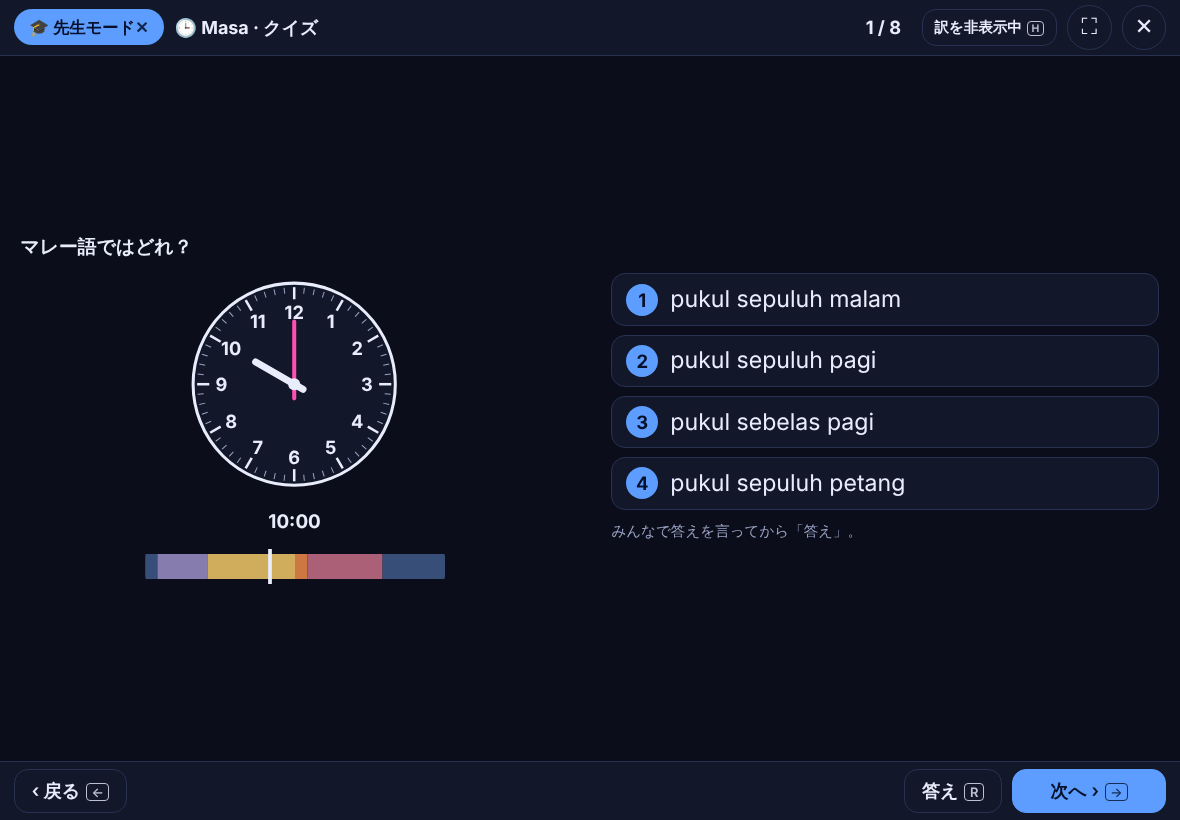 🎓 先生モード×
🕒 Masa · クイズ
1 / 8
訳を非表示中 H
✕
マレー語ではどれ？
12
1
2
3
4
5
6
7
8
9
10
11
10:00
1 pukul sepuluh malam
2 pukul sepuluh pagi
3 pukul sebelas pagi
4 pukul sepuluh petang
みんなで答えを言ってから「答え」。
‹ 戻る ←
答え R
次へ › →